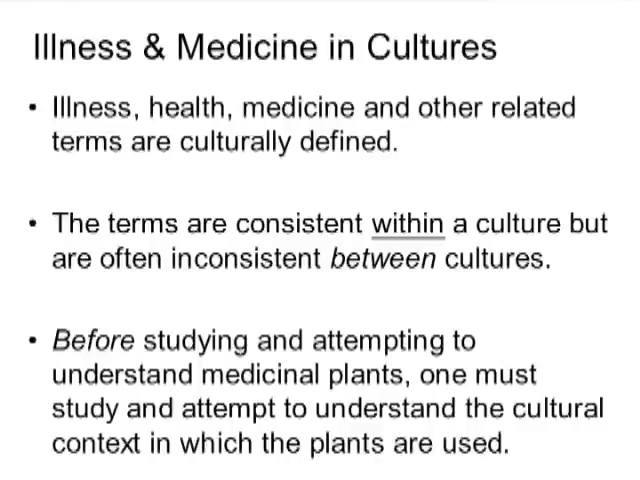 Illness & Medicine in Cultures
• Illness, health, medicine and other related
terms are culturally defined.
• The terms are consistent within a culture but
are often inconsistent between cultures.
• Before studying and attempting to
understand medicinal plants, one must
study and attempt to understand the cultural
context in which the plants are used.